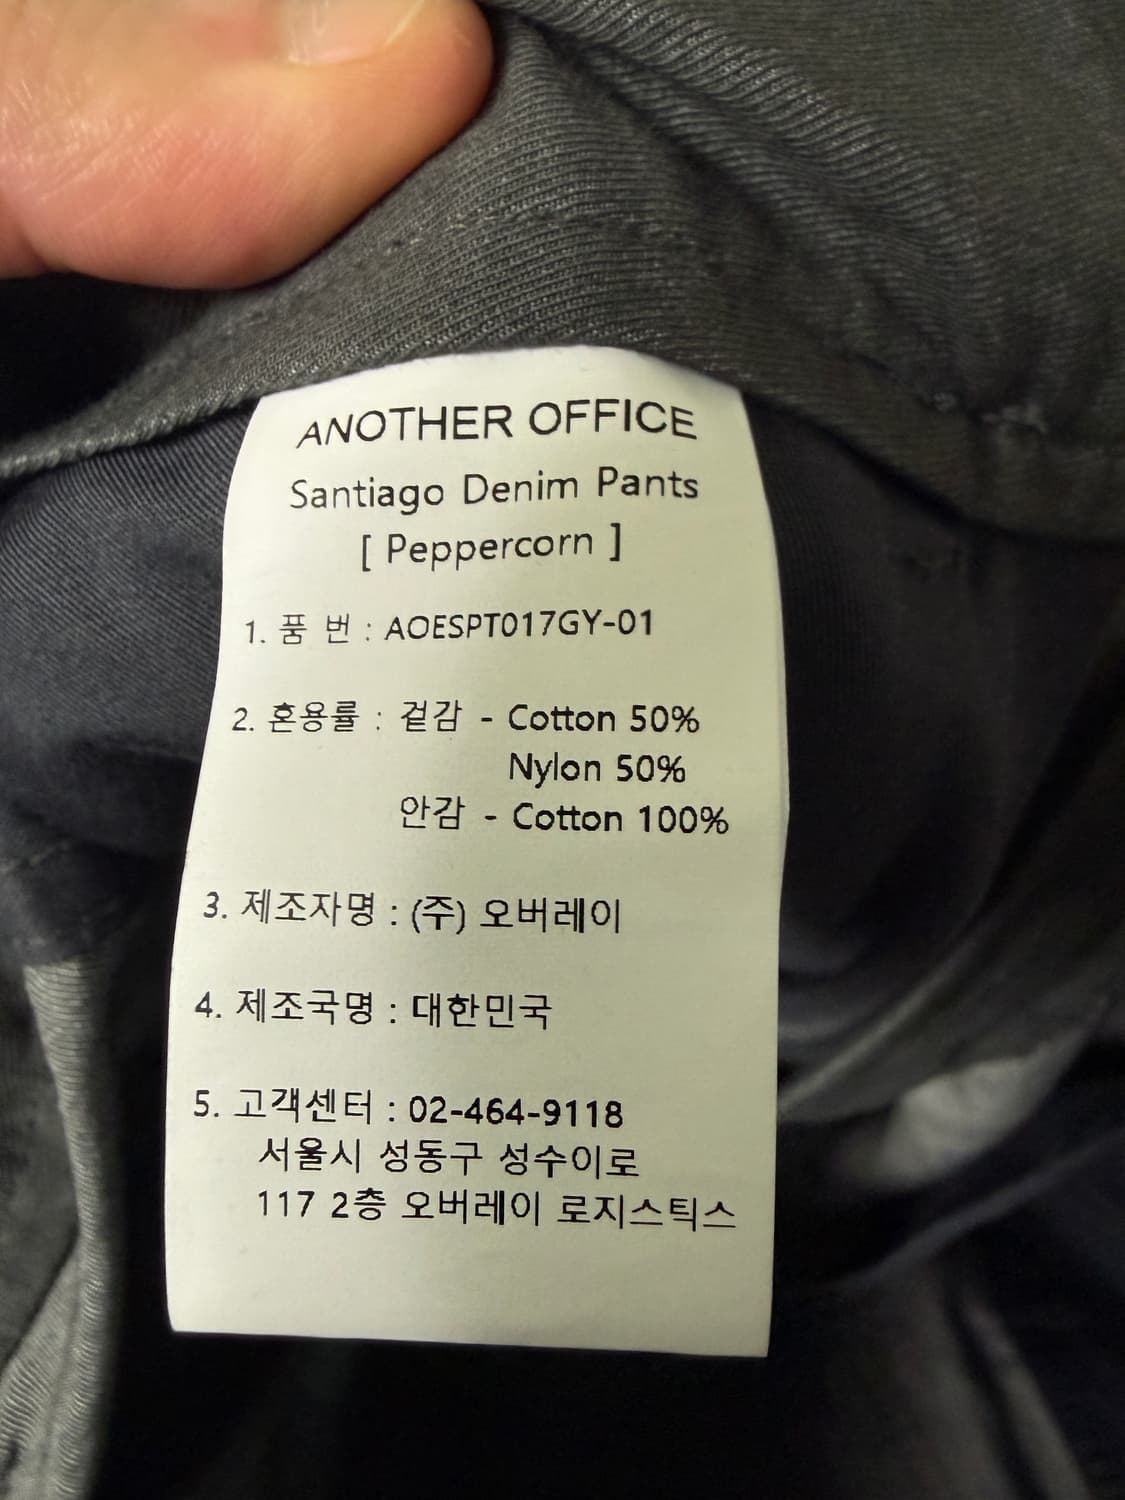 ANOTHER OFFICE
Santiago Denim Pants
[ Peppercorn ]
1. 품 번 : AOESPT017GY-01
2. 혼용률 : 겉감 - Cotton 50%
Nylon 50%
안감 - Cotton 100%
3. 제조자명 : (주) 오버레이
4. 제조국명 : 대한민국
5. 고객센터 : 02-464-9118
서울시 성동구 성수이로
117 2층 오버레이 로지스틱스